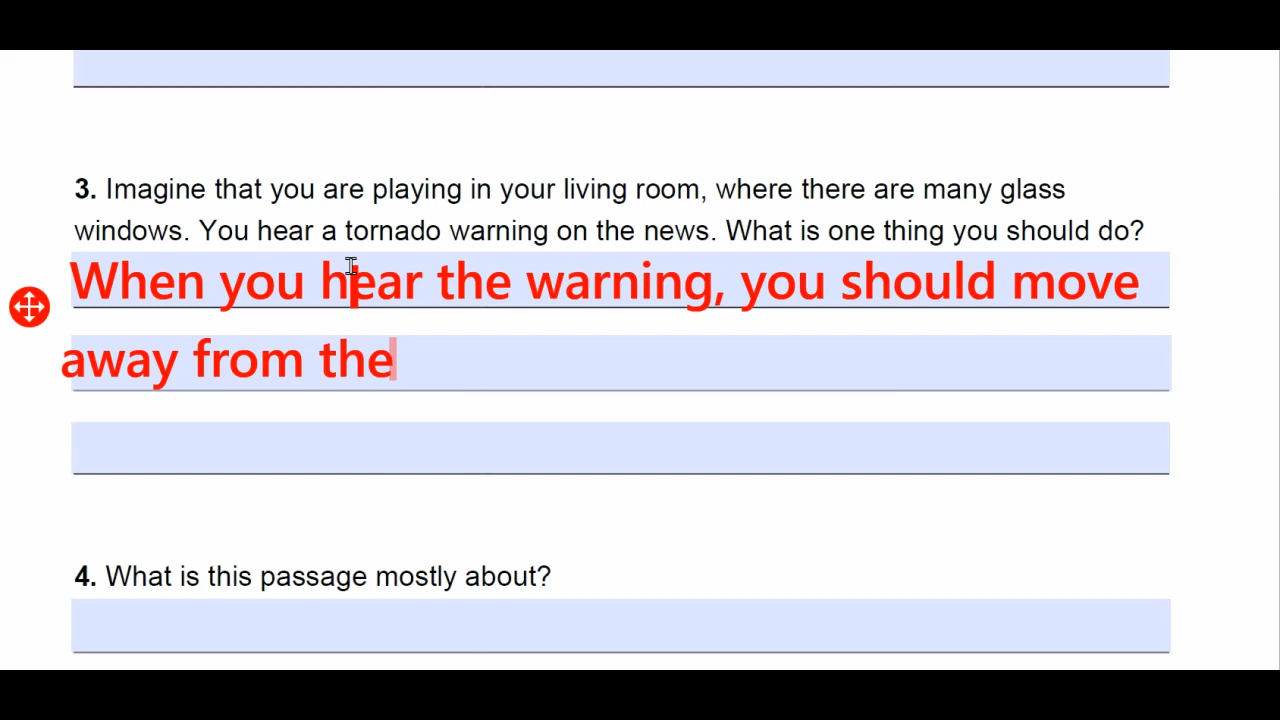 3. Imagine that you are playing in your living room, where there are many glass
windows. You hear a tornado warning on the news. What is one thing you should do?
When you hear the warning, you should move
away from the
4. What is this passage mostly about?